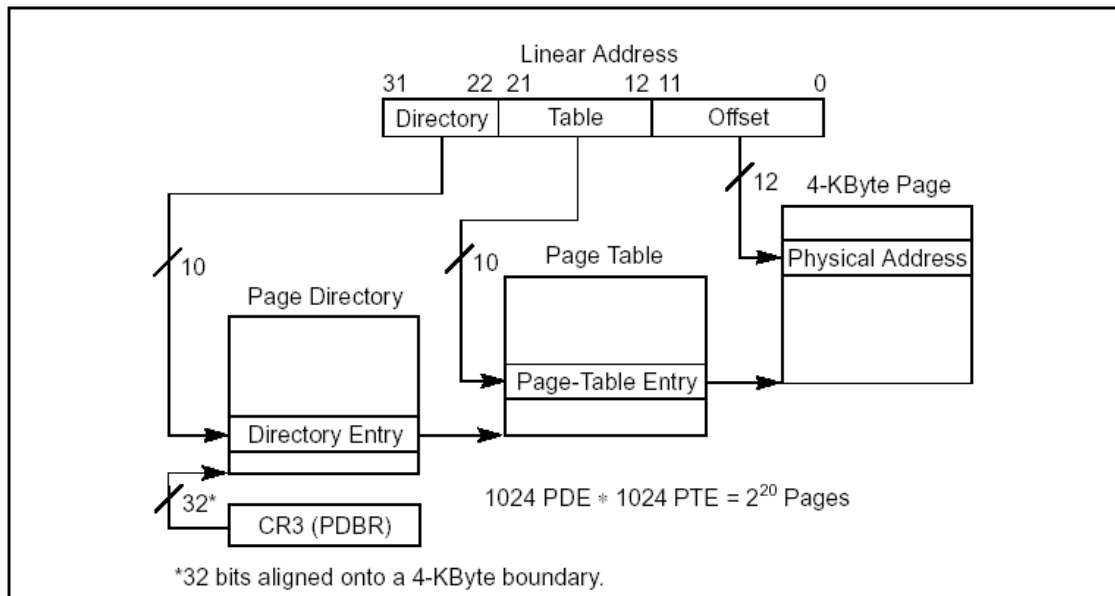 Linear Address
31 22 21 12 11 0
Directory Table Offset
12
4-KByte Page
Physical Address
10
10
Page Table
Page Directory
Page-Table Entry
Directory Entry
32*
1024 PDE * 1024 PTE = 2²⁰ Pages
CR3 (PDBR)
*32 bits aligned onto a 4-KByte boundary.